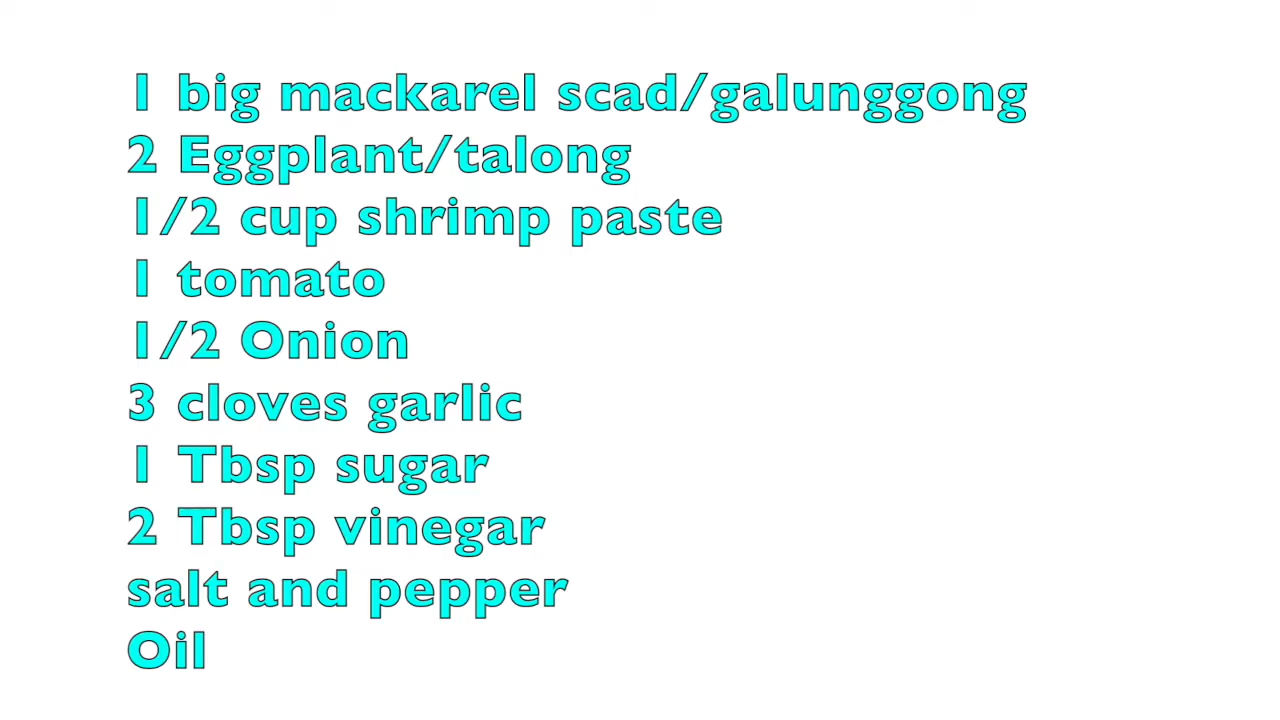 1 big mackarel scad/galunggong
2 Eggplant/talong
1/2 cup shrimp paste
1 tomato
1/2 Onion
3 cloves garlic
1 Tbsp sugar
2 Tbsp vinegar
salt and pepper
Oil